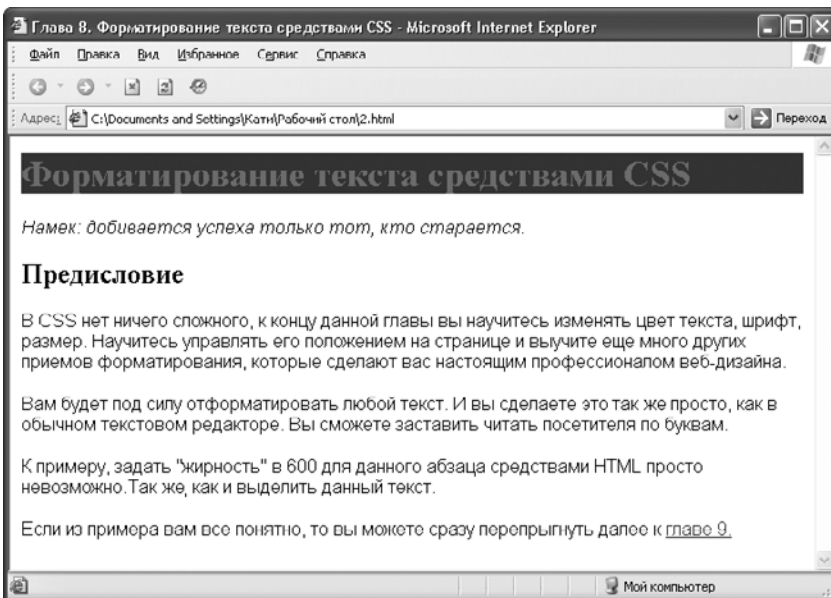 Глава 8. Форматирование текста средствами CSS - Microsoft Internet Explorer
Файл Правка Вид Избранное Сервис Справка
Адрес: C:\Documents and Settings\Катя\Рабочий стол\2.html Переход
Форматирование текста средствами CSS
Намек: добивается успеха только тот, кто старается.
Предисловие
В CSS нет ничего сложного, к концу данной главы вы научитесь изменять цвет текста, шрифт,
размер. Научитесь управлять его положением на странице и выучите еще много других
приемов форматирования, которые сделают вас настоящим профессионалом веб-дизайна.
Вам будет под силу отформатировать любой текст. И вы сделаете это так же просто, как в
обычном текстовом редакторе. Вы сможете заставить читать посетителя по буквам.
К примеру, задать "жирность" в 600 для данного абзаца средствами HTML просто
невозможно.Так же, как и выделить данный текст.
Если из примера вам все понятно, то вы можете сразу перепрыгнуть далее к главе 9.
Мой компьютер